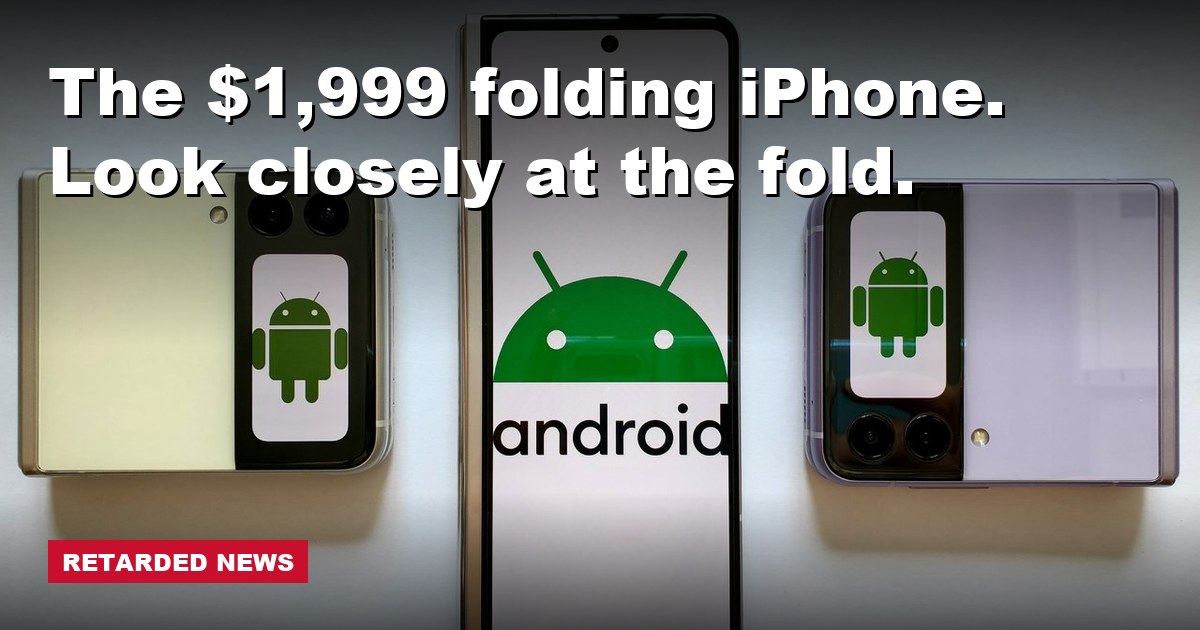 The $1,999 folding iPhone.
Look closely at the fold.
android
RETARDED NEWS